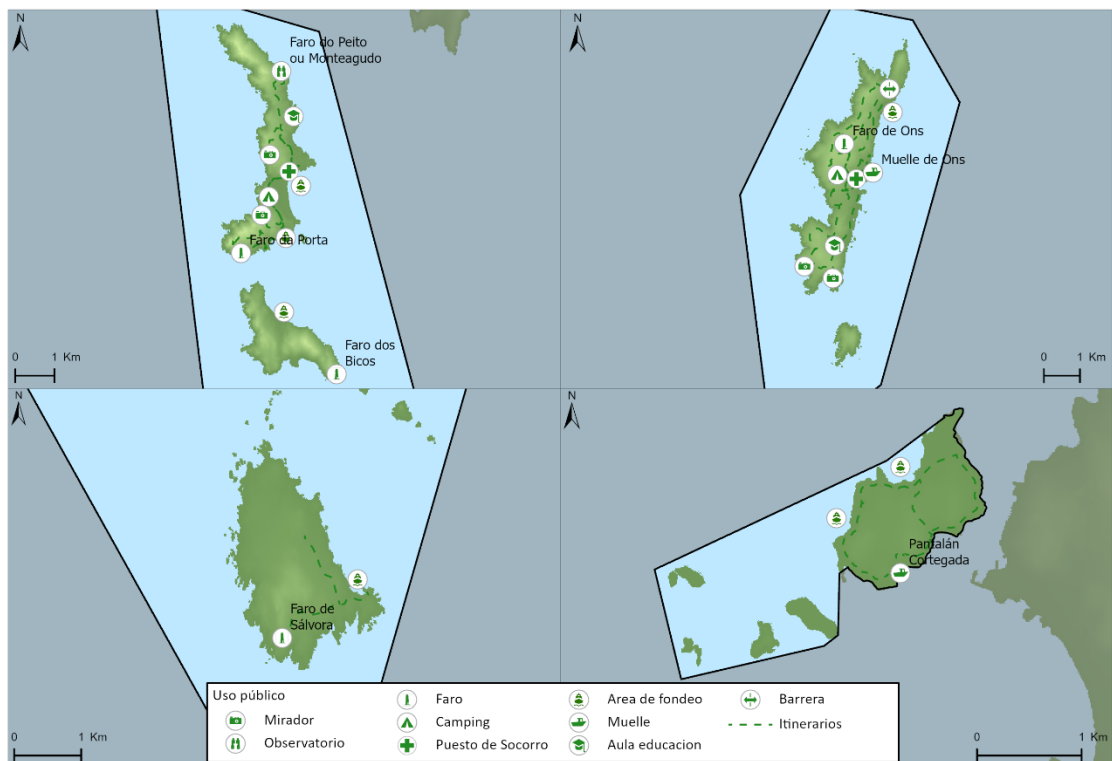 N
Faro do Peito
ou Monteagudo
Faro da Porta
Faro dos
Bicos
0 1 Km
N
Faro de Ons
Muelle de Ons
0 1 Km
N
Faro de
Sálvora
0 1 Km
N
Pantalán
Cortegada
0 1 Km
Uso público
Mirador
Observatorio
Faro
Camping
Puesto de Socorro
Area de fondeo
Muelle
Aula educacion
Barrera
Itinerarios